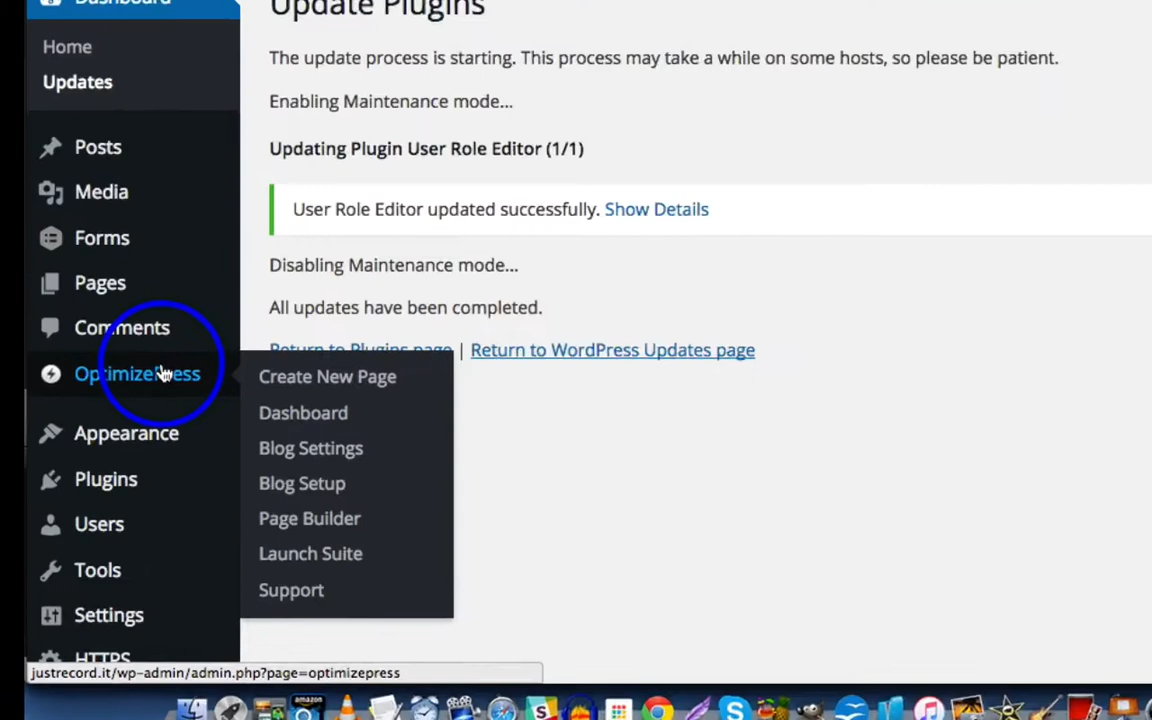 Dashboard
Update Plugins
Home
Updates
The update process is starting. This process may take a while on some hosts, so please be patient.
Enabling Maintenance mode...
Updating Plugin User Role Editor (1/1)
User Role Editor updated successfully. Show Details
Disabling Maintenance mode...
All updates have been completed.
Return to Plugins page | Return to WordPress Updates page
Posts
Media
Forms
Pages
Comments
OptimizePress
Create New Page
Dashboard
Blog Settings
Blog Setup
Page Builder
Launch Suite
Support
Appearance
Plugins
Users
Tools
Settings
HTTPS
justrecord.it/wp-admin/admin.php?page=optimizepress
amazon